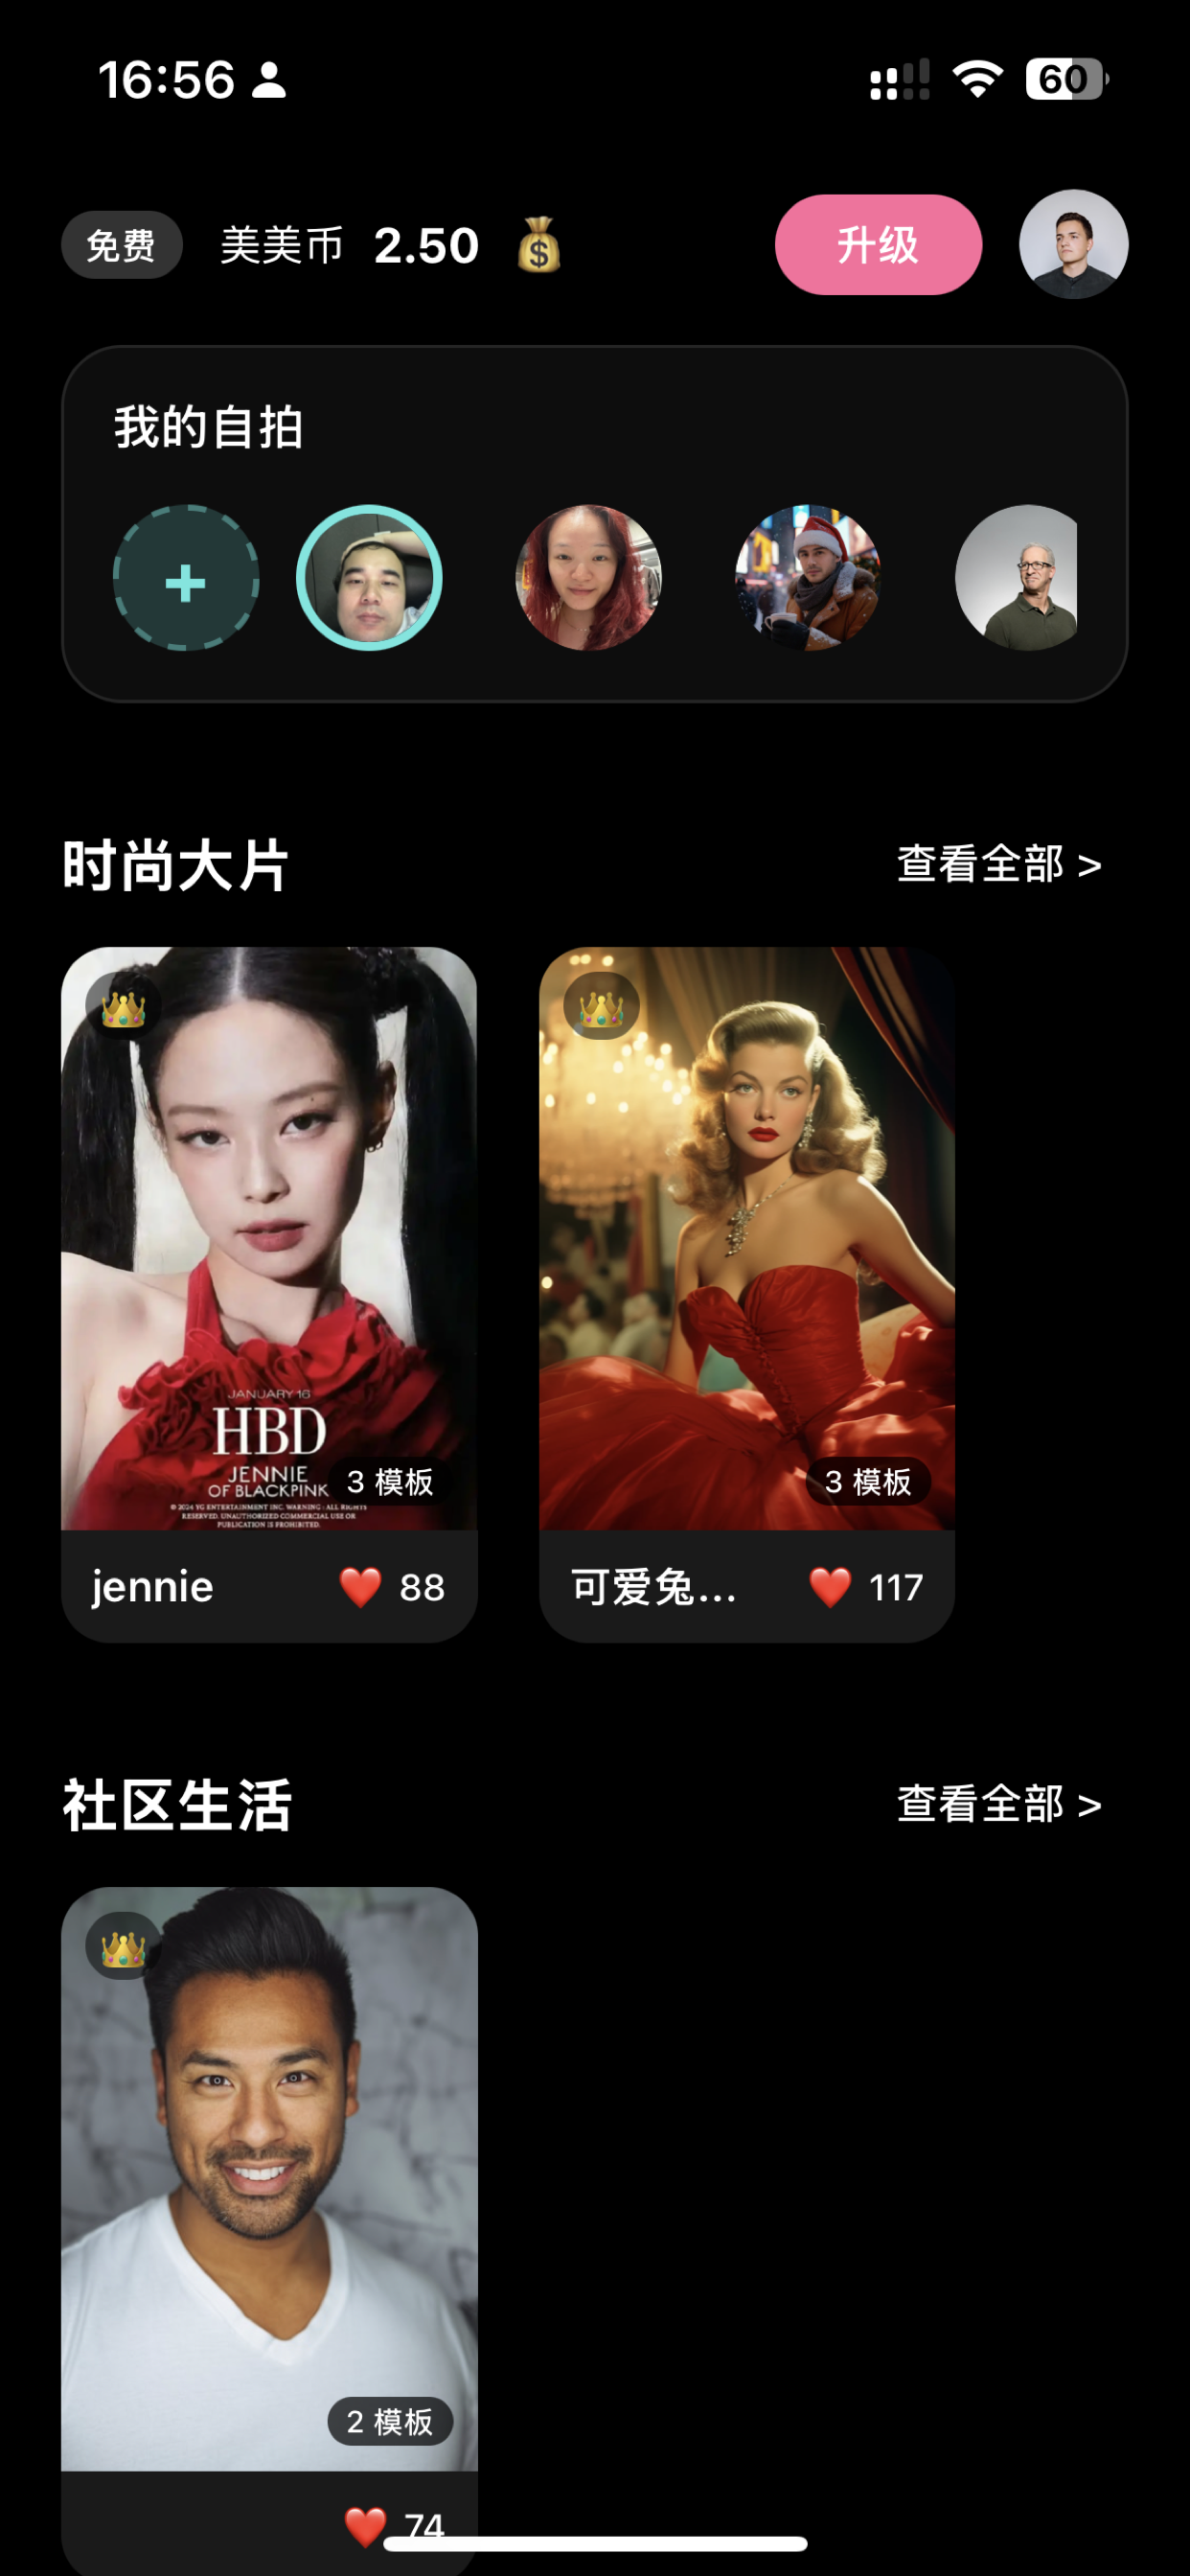 16:56
60
免费 美美币 2.50 升级
我的自拍
+
时尚大片 查看全部 >
JANUARY 16
HBD
JENNIE
OF BLACKPINK
3 模板
© 2024 YG ENTERTAINMENT INC. WARNING : ALL RIGHTS
RESERVED. UNAUTHORIZED COMMERCIAL USE OR
PUBLICATION IS PROHIBITED.
jennie 88
3 模板
可爱兔... 117
社区生活 查看全部 >
2 模板
74